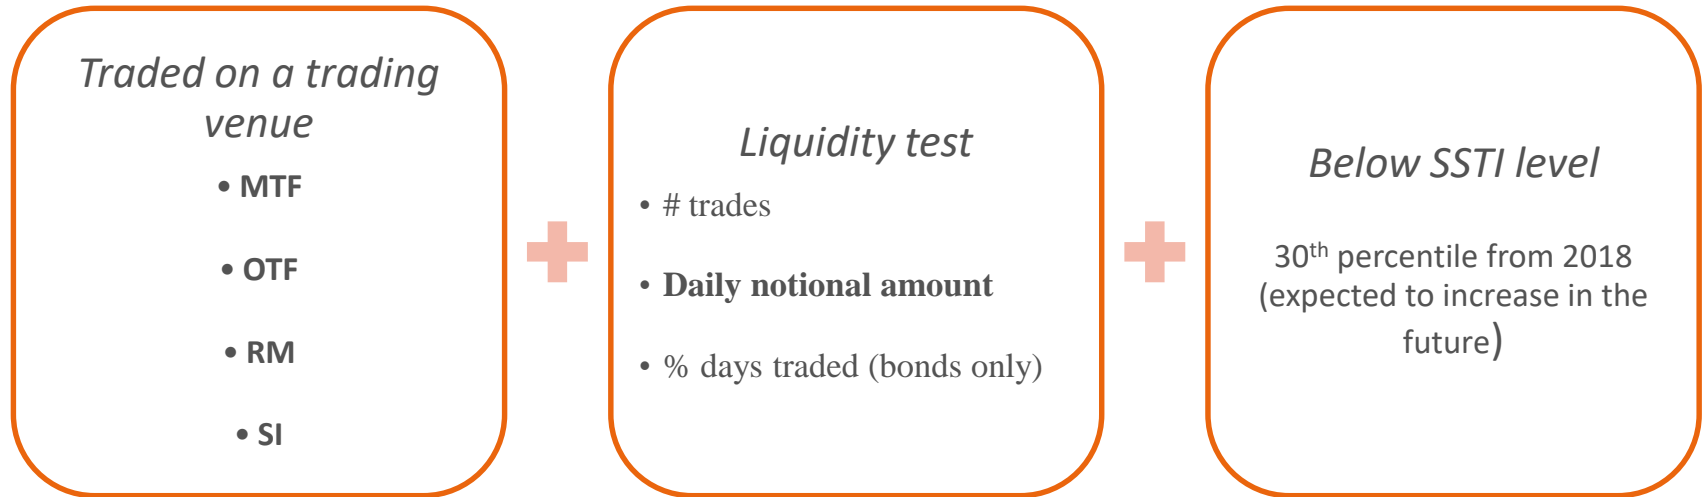 Traded on a trading
venue
• MTF
• OTF
• RM
• SI
Liquidity test
• # trades
• Daily notional amount
• % days traded (bonds only)
Below SSTI level
30th percentile from 2018
(expected to increase in the
future)